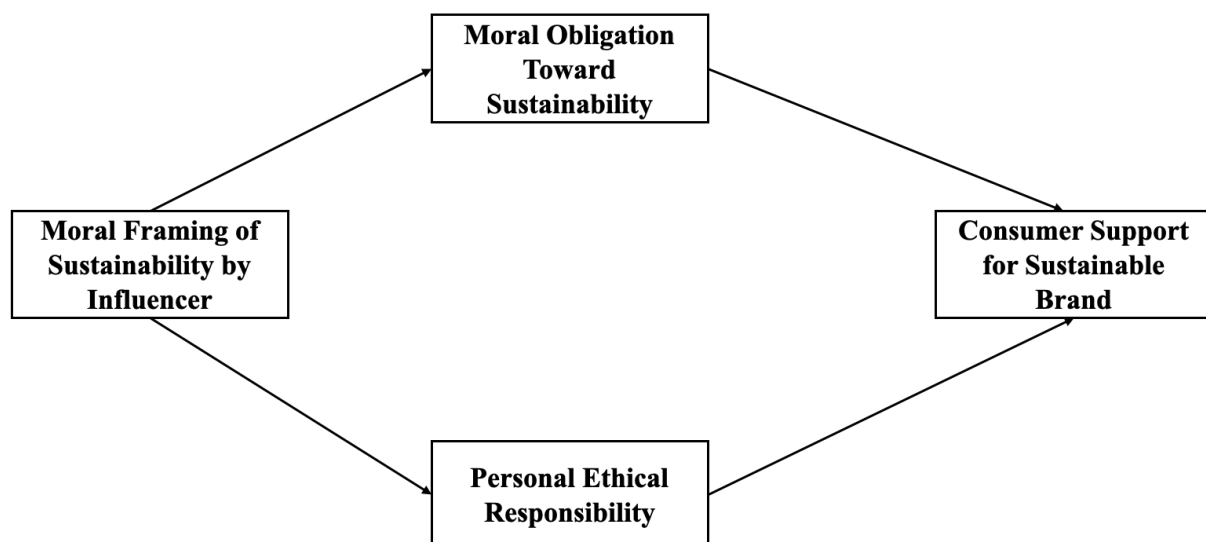 Moral Obligation
Toward
Sustainability
Moral Framing of
Sustainability by
Influencer
Consumer Support
for Sustainable
Brand
Personal Ethical
Responsibility